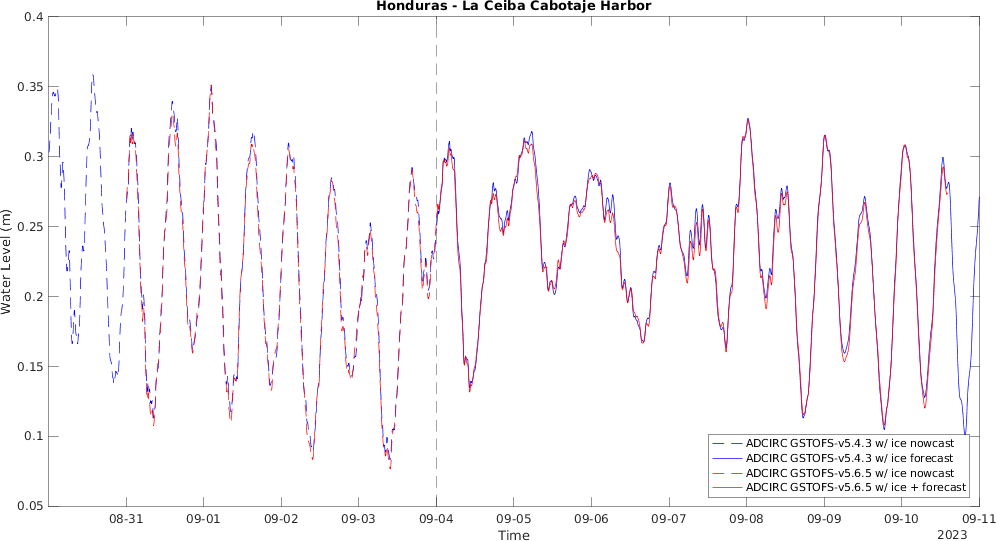 Honduras - La Ceiba Cabotaje Harbor
0.4
0.35
0.3
0.25
0.2
0.15
0.1
0.05
Water Level (m)
ADCIRC GSTOFS-v5.4.3 w/ ice nowcast
ADCIRC GSTOFS-v5.4.3 w/ ice forecast
ADCIRC GSTOFS-v5.6.5 w/ ice nowcast
ADCIRC GSTOFS-v5.6.5 w/ ice + forecast
08-31 09-01 09-02 09-03 09-04 09-05 09-06 09-07 09-08 09-09 09-10 09-11
Time
2023